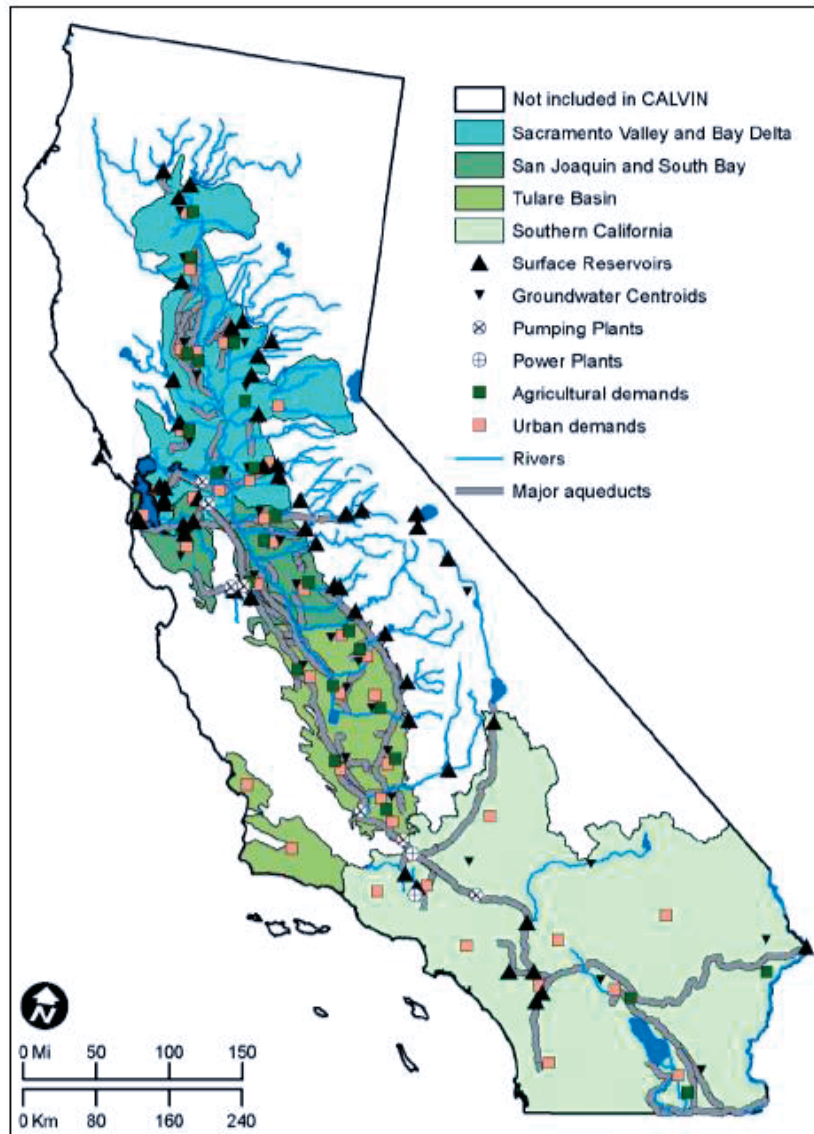 Not included in CALVIN
Sacramento Valley and Bay Delta
San Joaquin and South Bay
Tulare Basin
Southern California
Surface Reservoirs
Groundwater Centroids
Pumping Plants
Power Plants
Agricultural demands
Urban demands
Rivers
Major aqueducts
N
0 Mi 50 100 150
0 Km 80 160 240